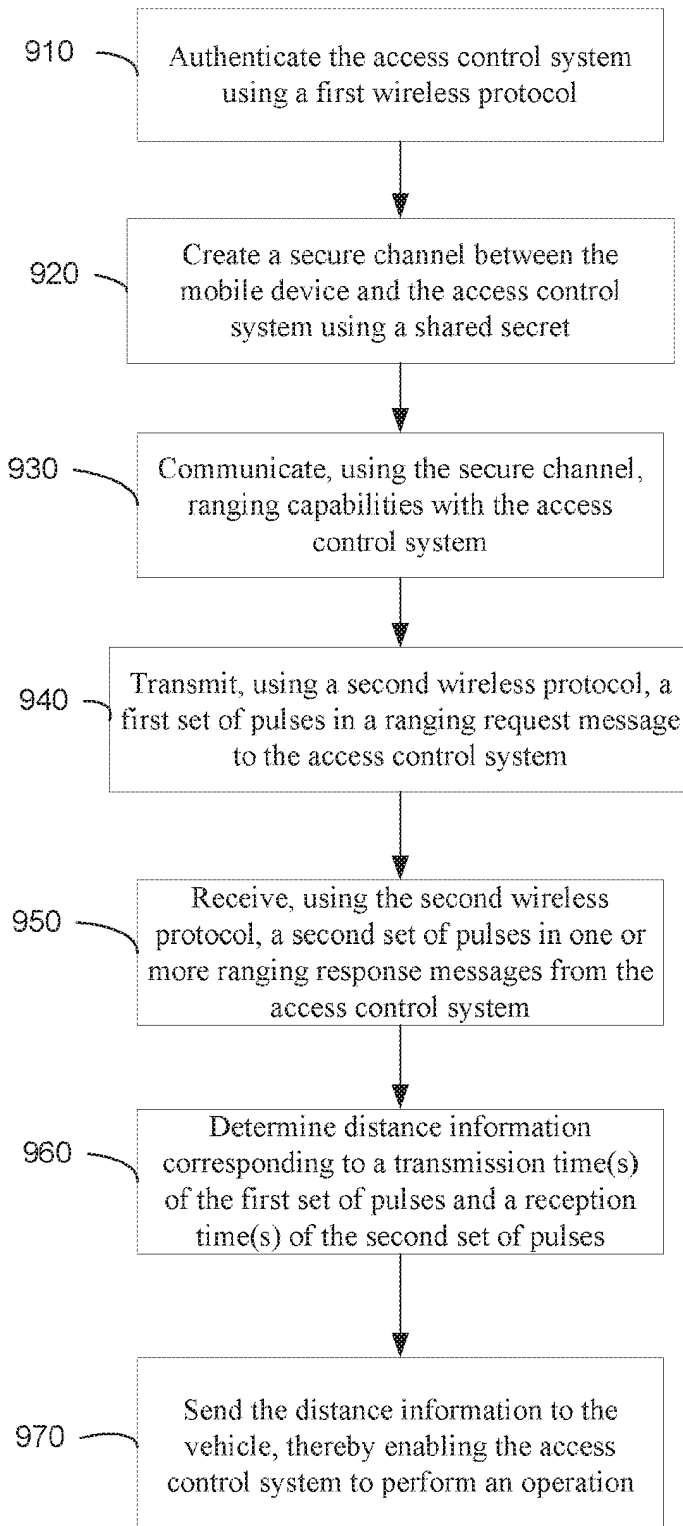 910
Authenticate the access control system
using a first wireless protocol
920
Create a secure channel between the
mobile device and the access control
system using a shared secret
930
Communicate, using the secure channel,
ranging capabilities with the access
control system
940
Transmit, using a second wireless protocol, a
first set of pulses in a ranging request message
to the access control system
950
Receive, using the second wireless
protocol, a second set of pulses in one or
more ranging response messages from the
access control system
960
Determine distance information
corresponding to a transmission time(s)
of the first set of pulses and a reception
time(s) of the second set of pulses
970
Send the distance information to the
vehicle, thereby enabling the access
control system to perform an operation